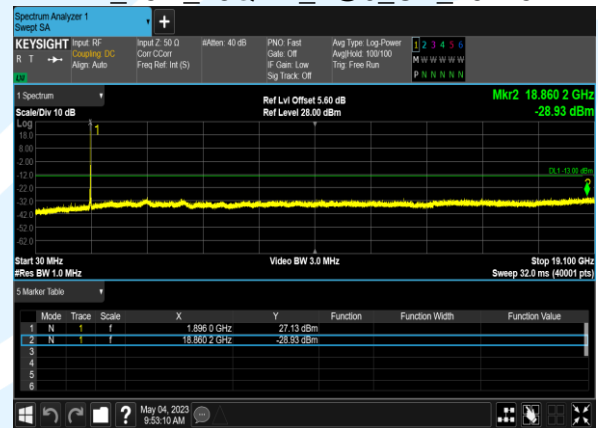 Spectrum Analyzer 1
Swept SA
+
KEYSIGHT Input: RF Input Z: 50 Ω #Atten: 40 dB PNO: Fast Avg Type: Log-Power 1 2 3 4 5 6
R T Coupling: DC Corr CCorr Gate: Off Avg|Hold: 100/100 M W W W W W
Align: Auto Freq Ref: Int (S) IF Gain: Low Trig: Free Run
Sig Track: Off P N N N N N
LXI
1 Spectrum Ref Lvl Offset 5.60 dB Mkr2 18.860 2 GHz
Scale/Div 10 dB Ref Level 28.00 dBm -28.93 dBm
Log
18.0
1
8.00
-2.00
-12.0
DL1 -13.00 dBm
-22.0
2
-32.0
-42.0
-52.0
-62.0
Start 30 MHz Video BW 3.0 MHz Stop 19.100 GHz
#Res BW 1.0 MHz Sweep 32.0 ms (40001 pts)
5 Marker Table
Mode Trace Scale X Y Function Function Width Function Value
1 N 1 f 1.896 0 GHz 27.13 dBm
2 N 1 f 18.860 2 GHz -28.93 dBm
3
4
5
6
? May 04, 2023
9:53:10 AM